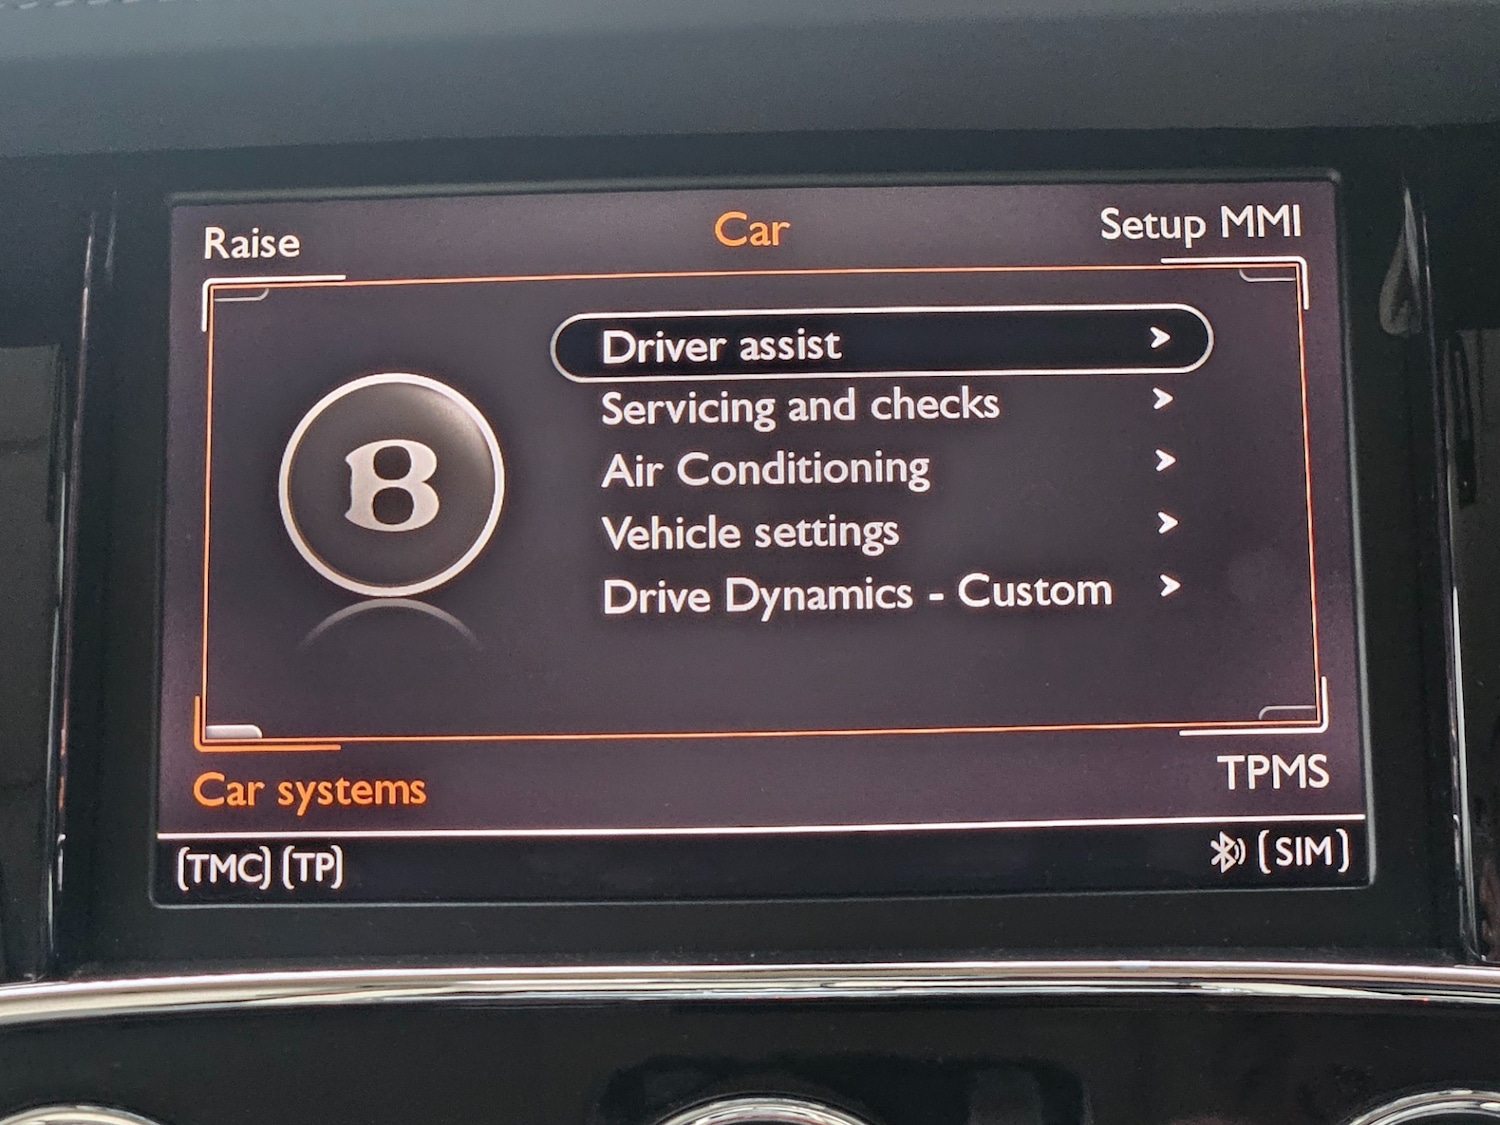 Raise
Car
Setup MMI
B
Driver assist
Servicing and checks
Air Conditioning
Vehicle settings
Drive Dynamics - Custom
Car systems
TPMS
[TMC] [TP]
[SIM]